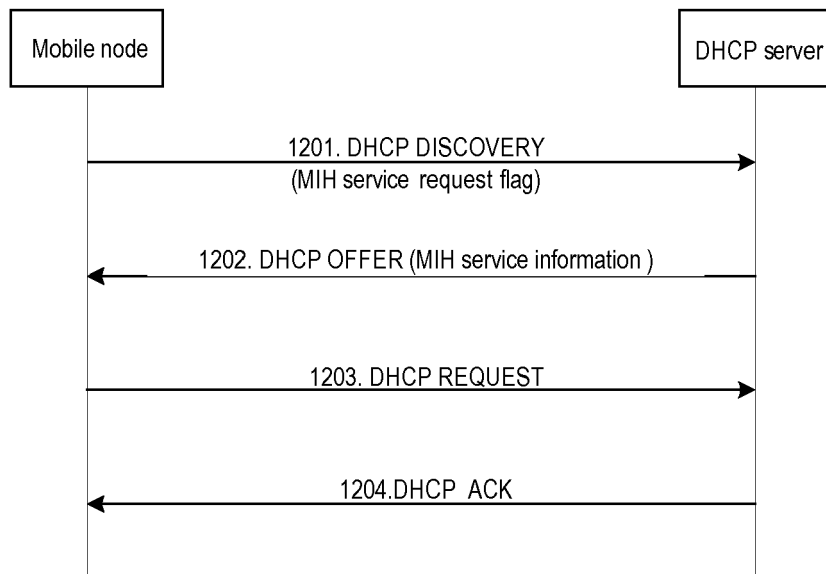 Mobile node
DHCP server
1201. DHCP DISCOVERY
(MIH service request flag)
1202. DHCP OFFER (MIH service information )
1203. DHCP REQUEST
1204.DHCP ACK